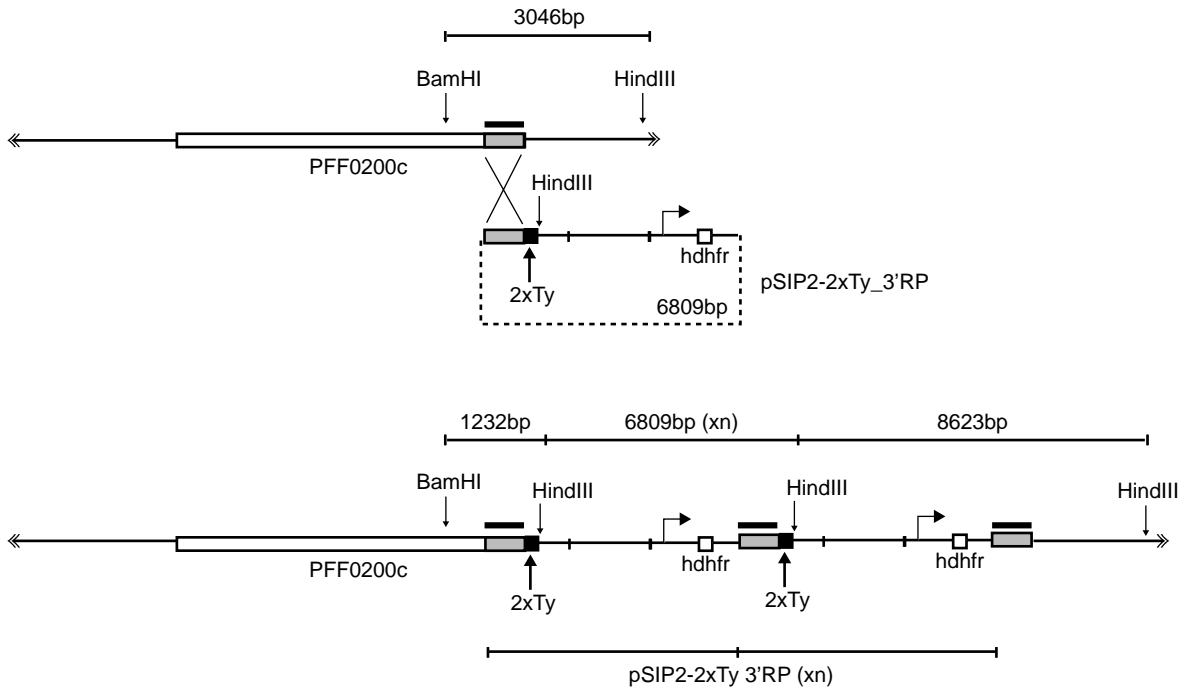 3046bp
BamHI
HindIII
PFF0200c
HindIII
hdhfr
2xTy
pSIP2-2xTy_3'RP
6809bp
1232bp
6809bp (xn)
8623bp
BamHI
HindIII
HindIII
HindIII
PFF0200c
hdhfr
hdhfr
2xTy
2xTy
pSIP2-2xTy 3'RP (xn)